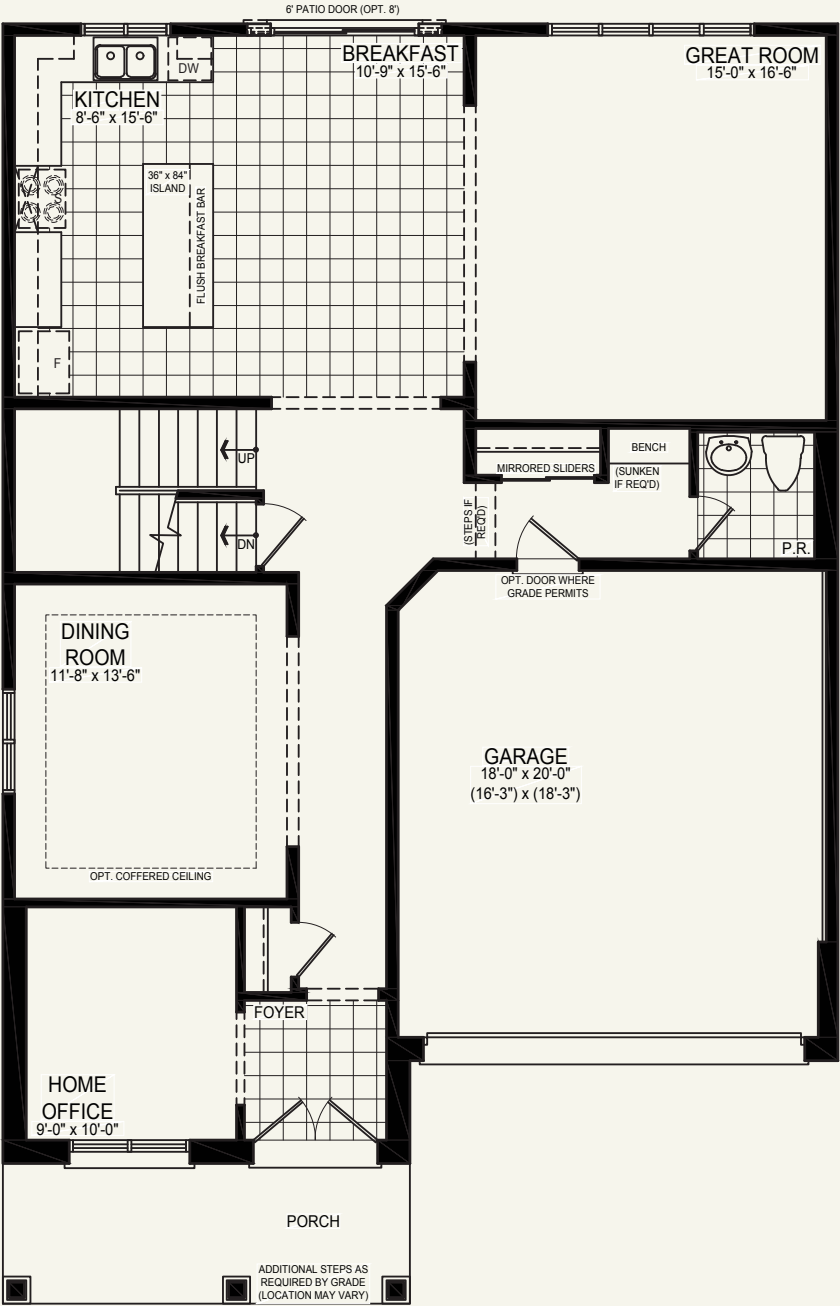 6' PATIO DOOR (OPT. 8')
BREAKFAST
10'-9" x 15'-6"
GREAT ROOM
15'-0" x 16'-6"
DW
KITCHEN
8'-6" x 15'-6"
36" x 84"
ISLAND
FLUSH BREAKFAST BAR
F
UP
DN
MIRRORED SLIDERS
BENCH
(SUNKEN
IF REQ'D)
(STEPS IF
REQ'D)
P.R.
OPT. DOOR WHERE
GRADE PERMITS
DINING
ROOM
11'-8" x 13'-6"
OPT. COFFERED CEILING
GARAGE
18'-0" x 20'-0"
(16'-3") x (18'-3")
FOYER
HOME
OFFICE
9'-0" x 10'-0"
PORCH
ADDITIONAL STEPS AS
REQUIRED BY GRADE
(LOCATION MAY VARY)